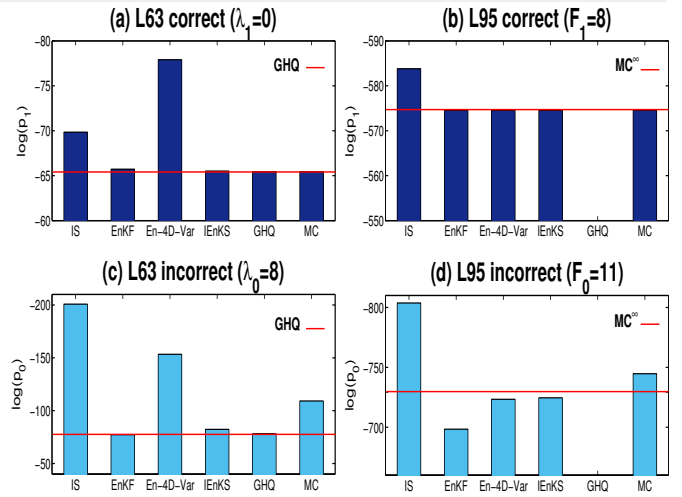 (a) L63 correct (λ₁=0)
log(p₁)
-80
-75
-70
-65
-60
GHQ
IS EnKF En-4D-Var IEnKS GHQ MC
(b) L95 correct (F₁=8)
log(p₁)
-590
-580
-570
-560
-550
MC∞
IS EnKF En-4D-Var IEnKS GHQ MC
(c) L63 incorrect (λ₀=8)
log(p₀)
-200
-150
-100
-50
GHQ
IS EnKF En-4D-Var IEnKS GHQ MC
(d) L95 incorrect (F₀=11)
log(p₀)
-800
-750
-700
MC∞
IS EnKF En-4D-Var IEnKS GHQ MC